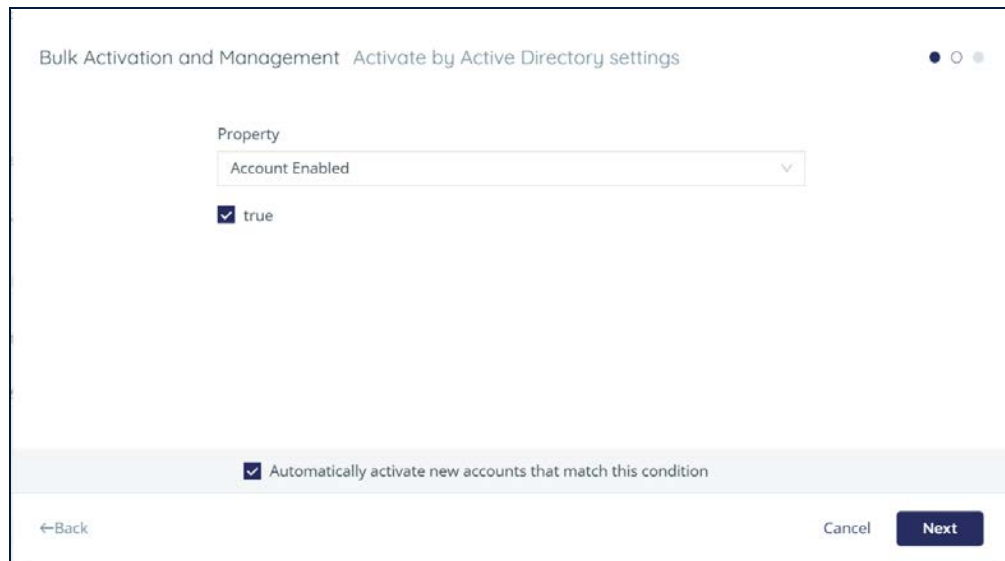 Bulk Activation and Management Activate by Active Directory settings
Property
Account Enabled
true
Automatically activate new accounts that match this condition
←Back Cancel Next